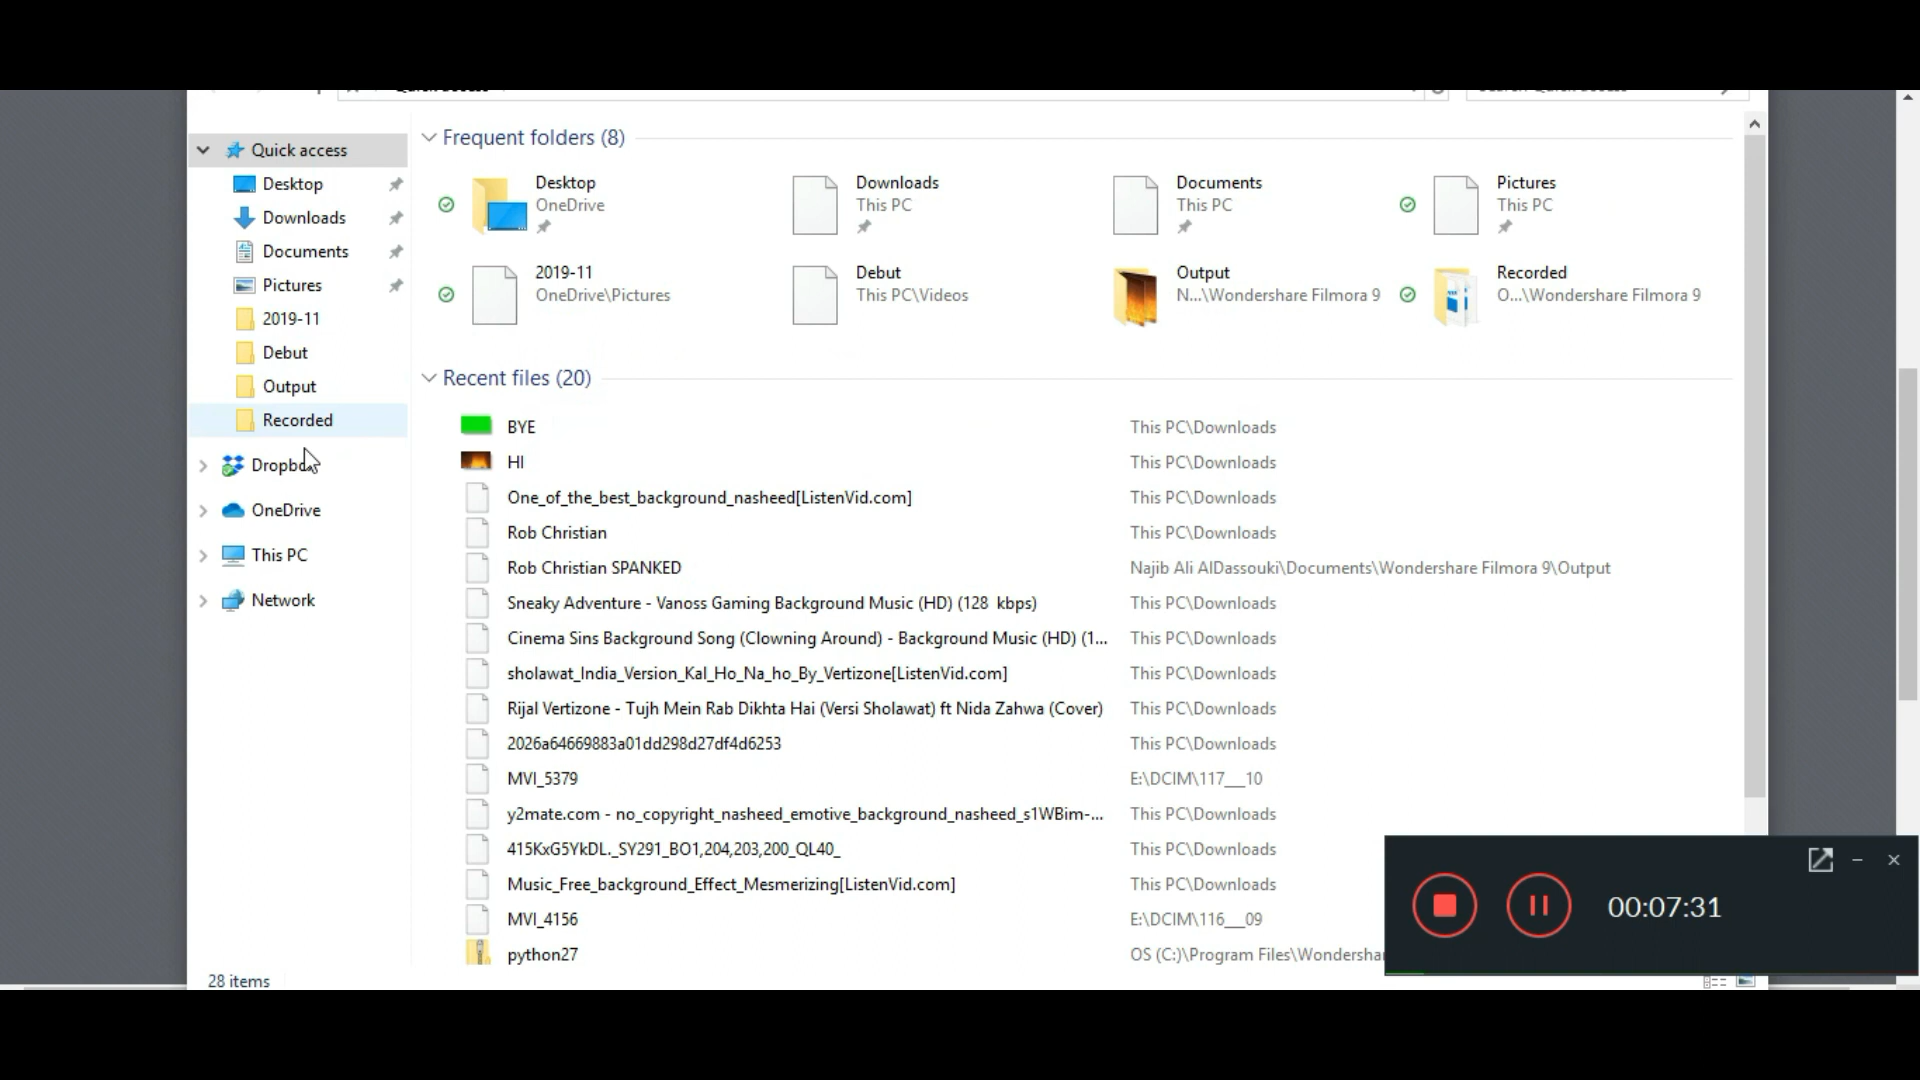 Quick access
Desktop
Downloads
Documents
Pictures
2019-11
Debut
Output
Recorded
OneDrive
This PC
Network
Frequent folders (8)
Desktop
OneDrive
Downloads
This PC
Documents
This PC
Pictures
This PC
2019-11
OneDrive\Pictures
Debut
This PC\Videos
Output
N...\Wondershare Filmora 9
Recorded
O...\Wondershare Filmora 9
Recent files (20)
BYE This PC\Downloads
HI This PC\Downloads
One_of_the_best_background_nasheed[ListenVid.com] This PC\Downloads
Rob Christian This PC\Downloads
Rob Christian SPANKED Najib Ali AlDassouki\Documents\Wondershare Filmora 9\Output
Sneaky Adventure - Vanoss Gaming Background Music (HD) (128 kbps) This PC\Downloads
Cinema Sins Background Song (Clowning Around) - Background Music (HD) (1... This PC\Downloads
sholawat_India_Version_Kal_Ho_Na_ho_By_Vertizone[ListenVid.com] This PC\Downloads
Rijal Vertizone - Tujh Mein Rab Dikhta Hai (Versi Sholawat) ft Nida Zahwa (Cover) This PC\Downloads
2026a64669883a01dd298d27df4d6253 This PC\Downloads
MVI_5379 E:\DCIM\117___10
y2mate.com - no_copyright_nasheed_emotive_background_nasheed_s1WBim-... This PC\Downloads
415KxG5YkDL._SY291_BO1,204,203,200_QL40_ This PC\Downloads
Music_Free_background_Effect_Mesmerizing[ListenVid.com] This PC\Downloads
MVI_4156 E:\DCIM\116___09
python27 OS (C:)\Program Files\Wondersha
28 items
00:07:31